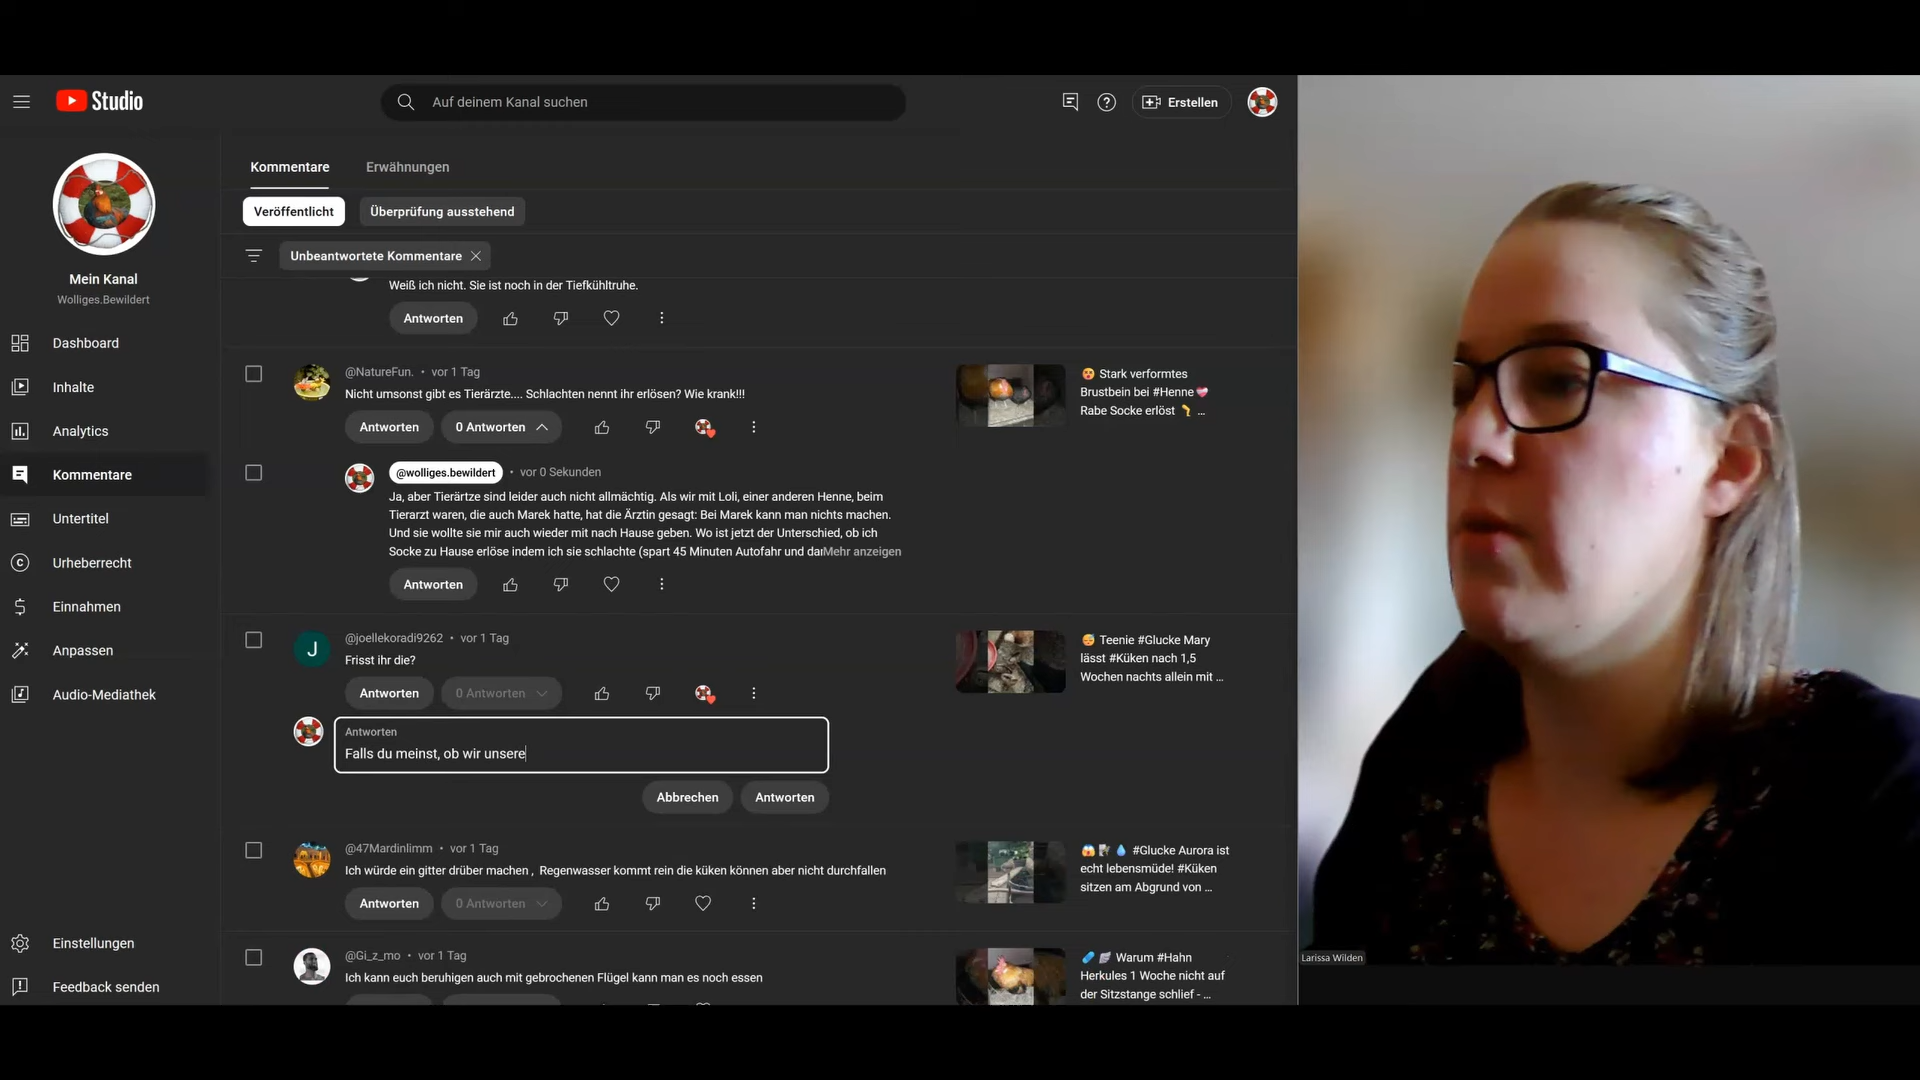 Studio
Auf deinem Kanal suchen
Erstellen
Mein Kanal
Wolliges.Bewildert
Dashboard
Inhalte
Analytics
Kommentare
Untertitel
Urheberrecht
Einnahmen
Anpassen
Audio-Mediathek
Einstellungen
Feedback senden
Kommentare
Erwähnungen
Veröffentlicht
Überprüfung ausstehend
Unbeantwortete Kommentare
Weiß ich nicht. Sie ist noch in der Tiefkühltruhe.
Antworten
@NatureFun. • vor 1 Tag
Nicht umsonst gibt es Tierärzte.... Schlachten nennt ihr erlösen? Wie krank!!!
Antworten
0 Antworten
😍 Stark verformtes
Brustbein bei #Henne💝
Rabe Socke erlöst 🦵 ...
@wolliges.bewildert • vor 0 Sekunden
Ja, aber Tierärtze sind leider auch nicht allmächtig. Als wir mit Loli, einer anderen Henne, beim
Tierarzt waren, die auch Marek hatte, hat die Ärztin gesagt: Bei Marek kann man nichts machen.
Und sie wollte sie mir auch wieder mit nach Hause geben. Wo ist jetzt der Unterschied, ob ich
Socke zu Hause erlöse indem ich sie schlachte (spart 45 Minuten Autofahr und dan
Mehr anzeigen
Antworten
J
@joellekoradi9262 • vor 1 Tag
Frisst ihr die?
Antworten
0 Antworten
😴 Teenie #Glucke Mary
lässt #Küken nach 1,5
Wochen nachts allein mit ...
Antworten
Falls du meinst, ob wir unsere
Abbrechen
Antworten
@47Mardinlimm • vor 1 Tag
Ich würde ein gitter drüber machen , Regenwasser kommt rein die küken können aber nicht durchfallen
Antworten
0 Antworten
#Glucke Aurora ist
echt lebensmüde! #Küken
sitzen am Abgrund von ...
@Gi_z_mo • vor 1 Tag
Ich kann euch beruhigen auch mit gebrochenen Flügel kann man es noch essen
Warum #Hahn
Herkules 1 Woche nicht auf
der Sitzstange schlief - ...
Larissa Wilden